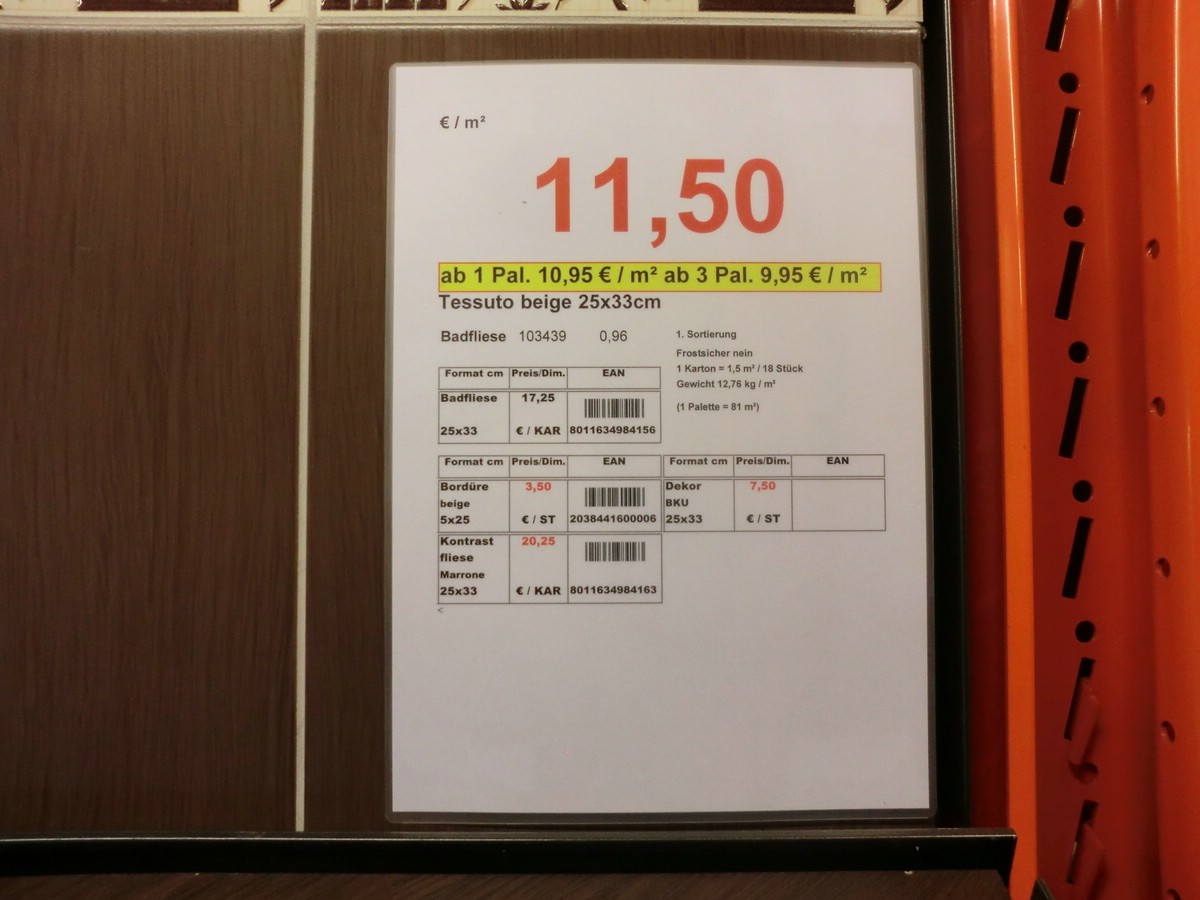 € / m²
11,50
ab 1 Pal. 10,95 € / m² ab 3 Pal. 9,95 € / m²
Tessuto beige 25x33cm
Badfliese 103439 0,96
1. Sortierung
Frostsicher nein
1 Karton = 1,5 m² / 18 Stück
Gewicht 12,76 kg / m²
(1 Palette = 81 m²)
Format cm Preis/Dim. EAN
Badfliese 17,25
25x33 € / KAR 8011634984156
Format cm Preis/Dim. EAN Format cm Preis/Dim. EAN
Bordüre 3,50 Dekor 7,50
beige BKU
5x25 € / ST 2038441600006 25x33 € / ST
Kontrast 20,25
fliese
Marrone
25x33 € / KAR 8011634984163
<